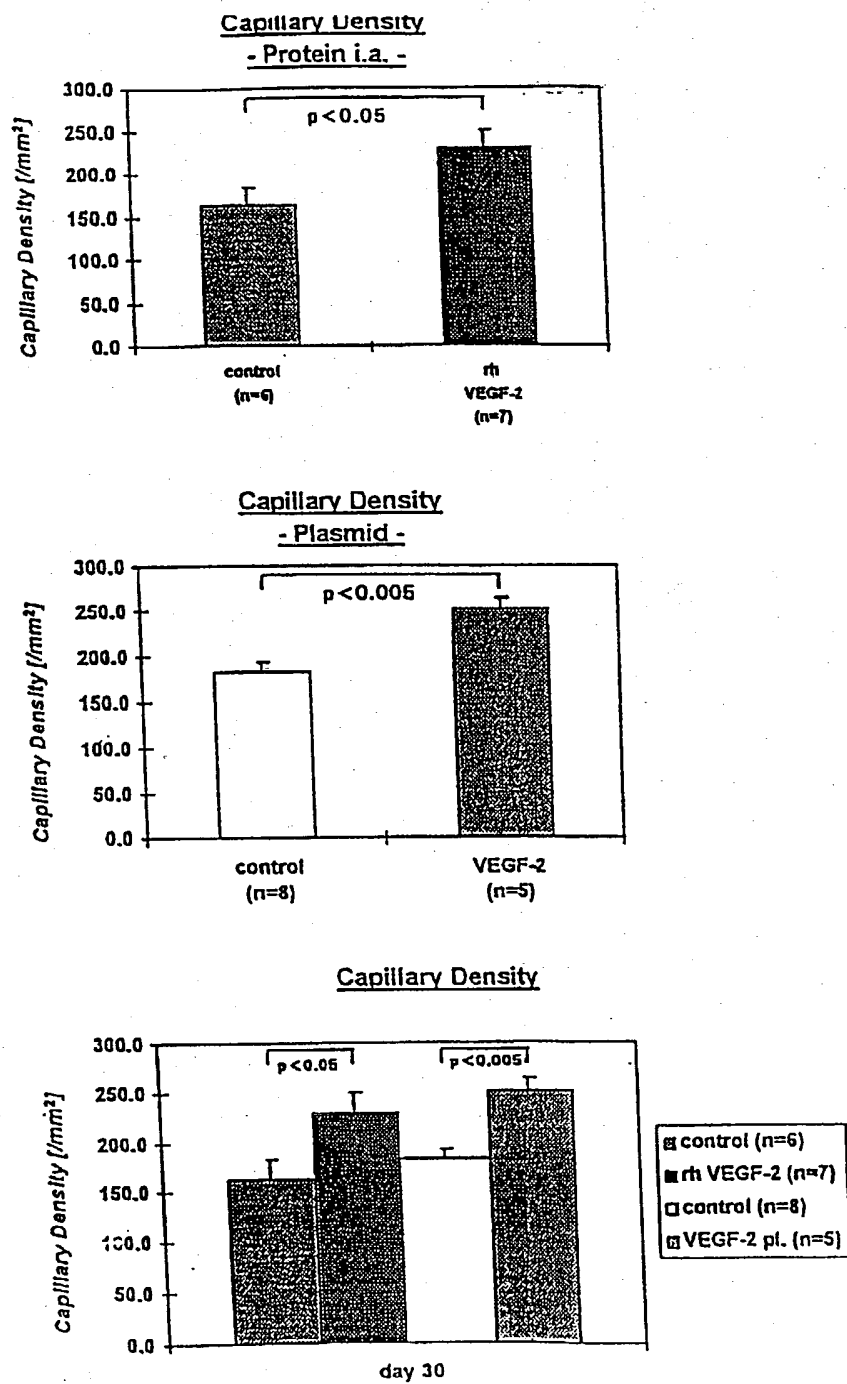 Capillary Density
- Protein i.a. -
300.0
250.0
200.0
150.0
100.0
50.0
0.0
Capillary Density [/mm²]
p<0.05
control
(n=6)
rh
VEGF-2
(n=7)
Capillary Density
- Plasmid -
300.0
250.0
200.0
150.0
100.0
50.0
0.0
Capillary Density [/mm²]
p<0.005
control
(n=8)
VEGF-2
(n=5)
Capillary Density
300.0
250.0
200.0
150.0
100.0
50.0
0.0
Capillary Density [/mm²]
p<0.05
p<0.005
day 30
control (n=6)
rh VEGF-2 (n=7)
control (n=8)
VEGF-2 pl. (n=5)